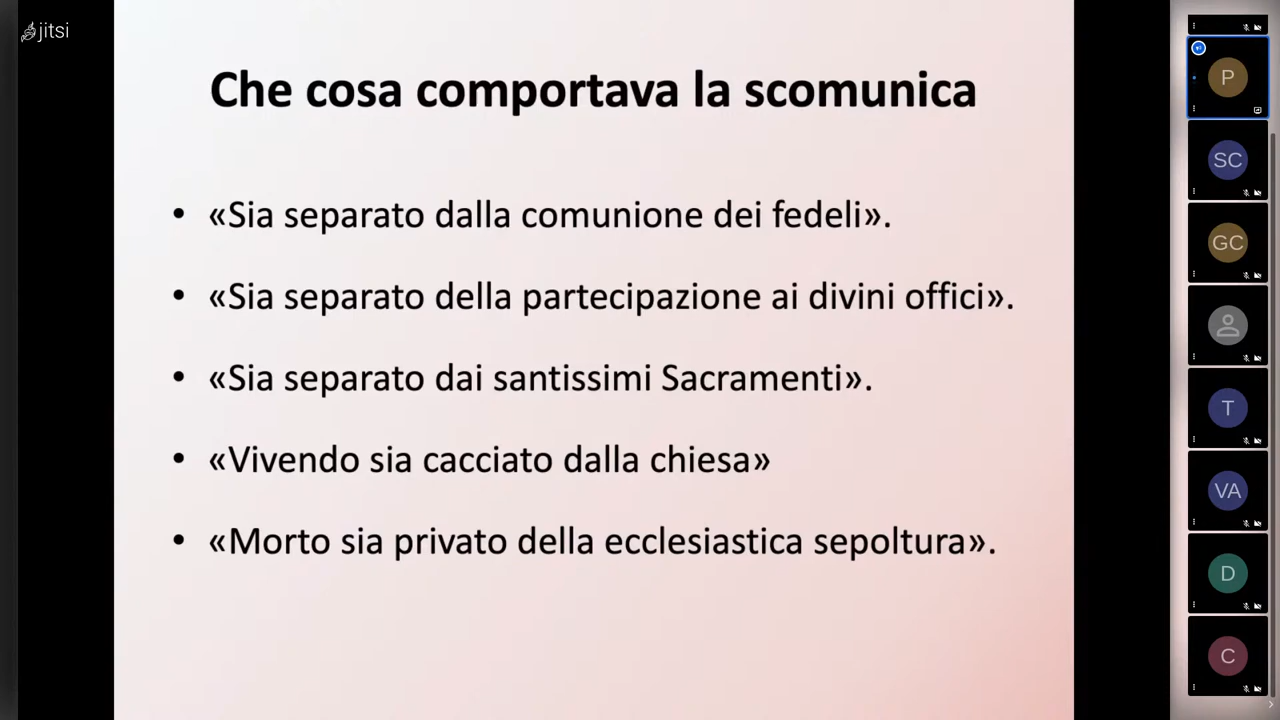 jitsi
Che cosa comportava la scomunica
• «Sia separato dalla comunione dei fedeli».
• «Sia separato della partecipazione ai divini offici».
• «Sia separato dai santissimi Sacramenti».
• «Vivendo sia cacciato dalla chiesa»
• «Morto sia privato della ecclesiastica sepoltura».
P
SC
GC
T
VA
D
C